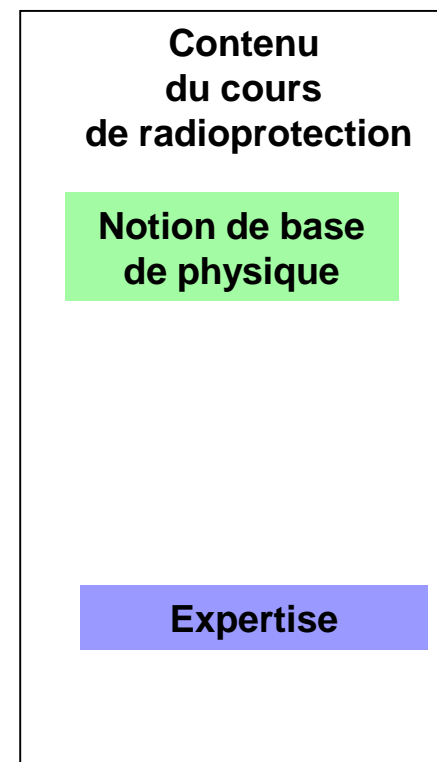 Contenu
du cours
de radioprotection
Notion de base
de physique
Expertise